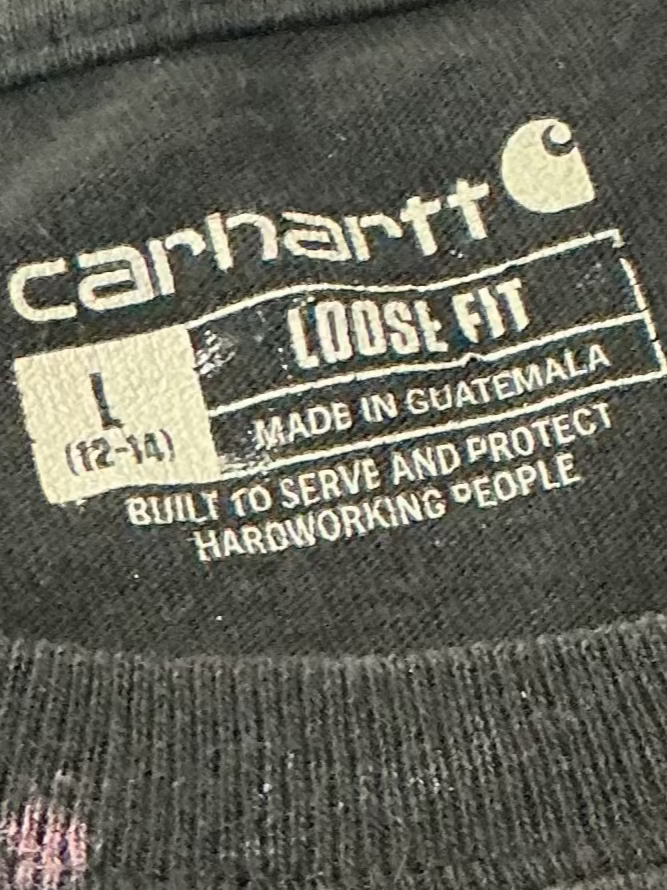 carhartt
LOOSE FIT
L
(12-14)
MADE IN GUATEMALA
BUILT TO SERVE AND PROTECT
HARDWORKING PEOPLE